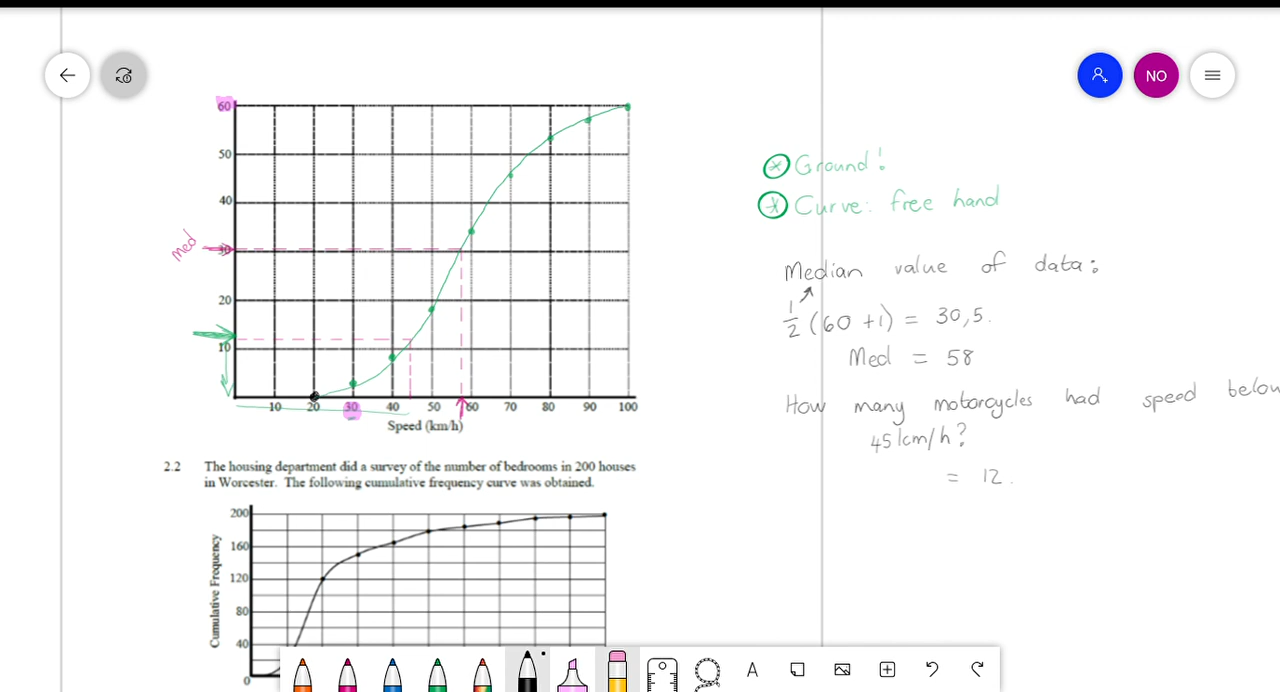 NO
60
50
40
Med
30
20
10
10 20 30 40 50 60 70 80 90 100
Speed (km/h)
* Ground!
* Curve: free hand
Median value of data:
1/2 (60 + 1) = 30,5.
Med = 58
How many motorcycles had speed below
45 km/h?
= 12.
2.2 The housing department did a survey of the number of bedrooms in 200 houses
in Worcester. The following cumulative frequency curve was obtained.
Cumulative Frequency
200
160
120
80
40
0
A